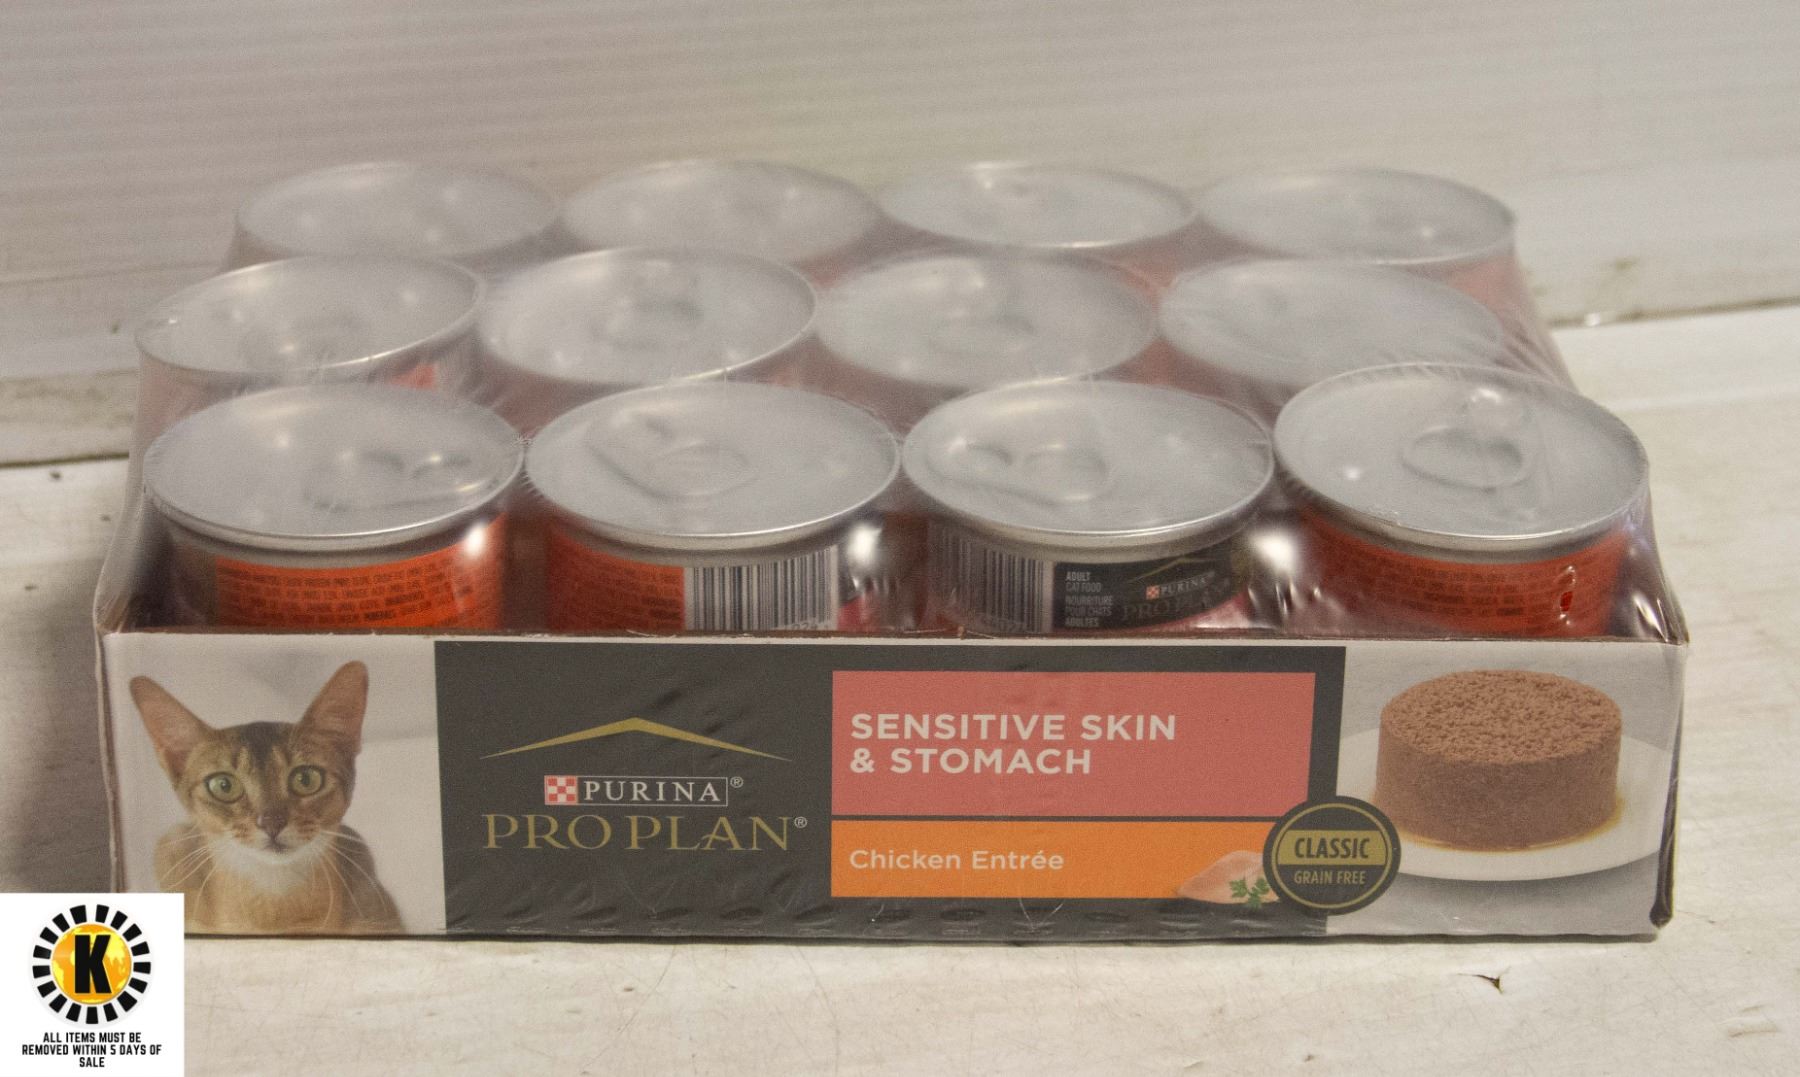 ADULT
CAT FOOD
NOURRITURE
POUR CHATS
ADULTES
PURINA
PRO PLAN
PURINA®
PRO PLAN®
SENSITIVE SKIN
& STOMACH
Chicken Entrée
CLASSIC
GRAIN FREE
K
ALL ITEMS MUST BE
REMOVED WITHIN 5 DAYS OF
SALE